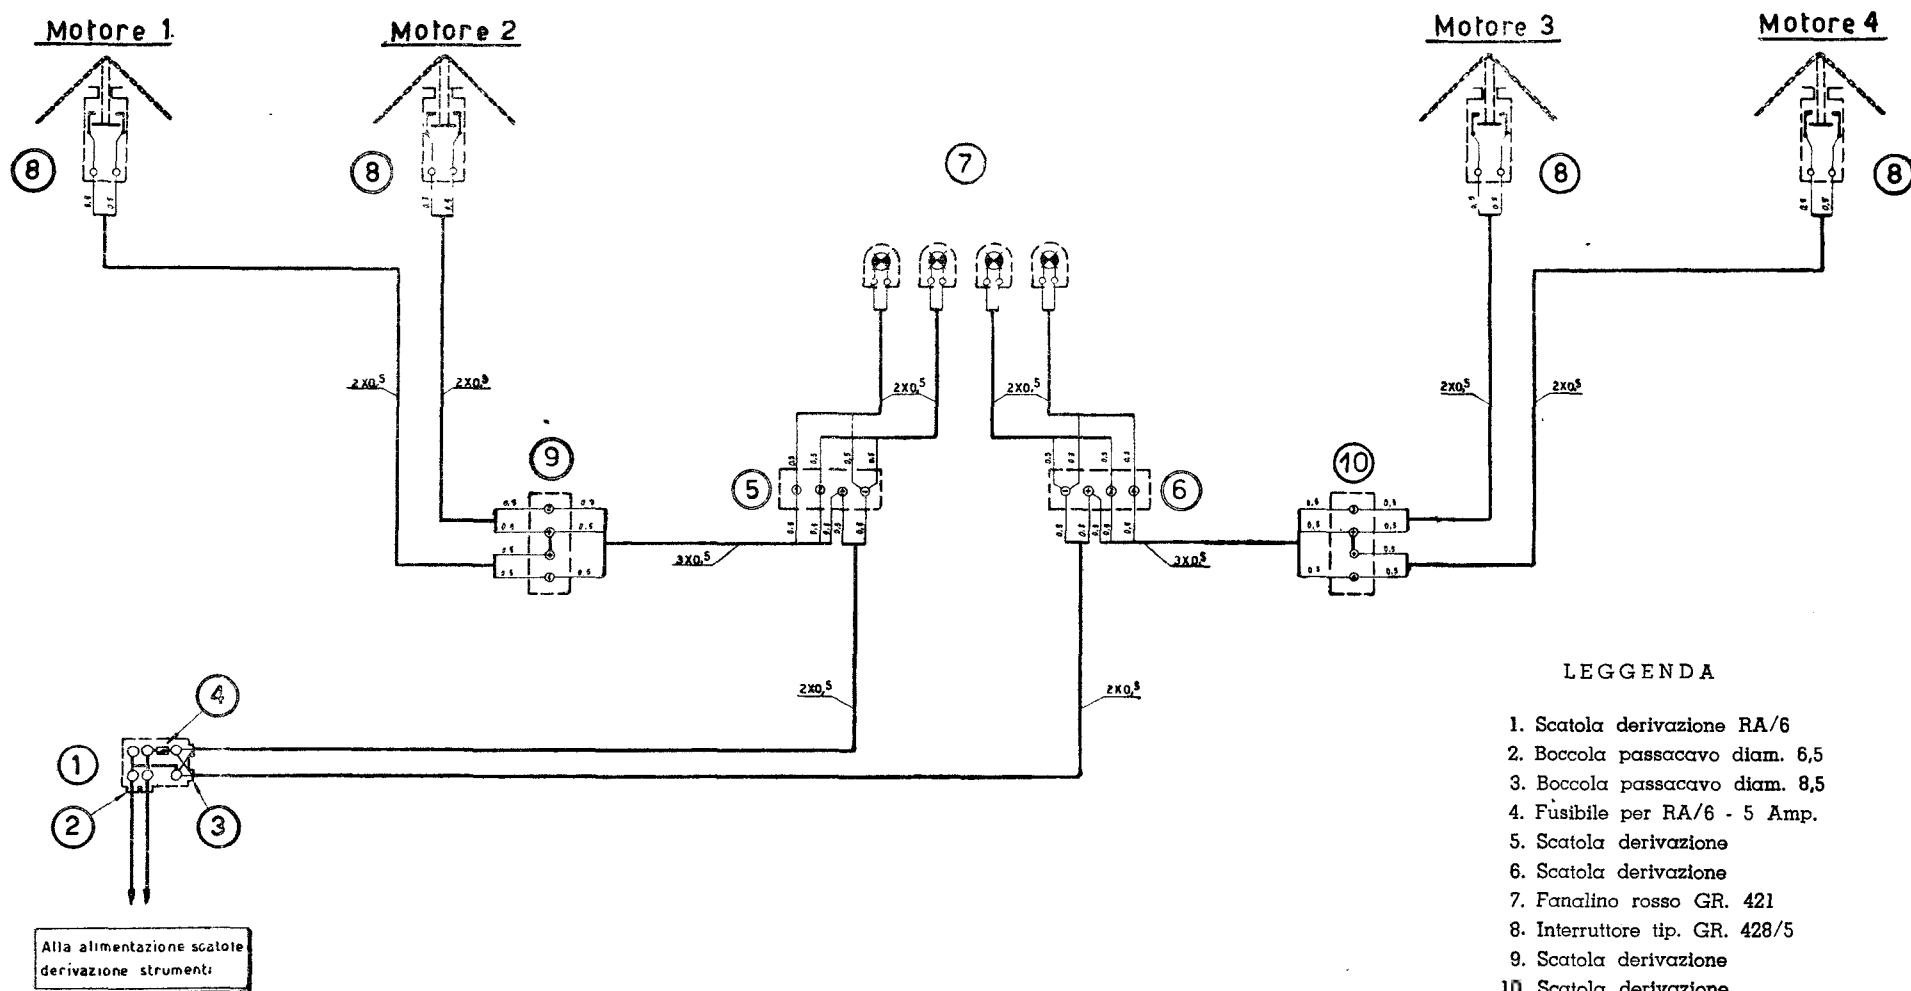 Motore 1
Motore 2
Motore 3
Motore 4
8
8
7
8
8
2X0,5
2X0,5
2X0,5
2X0,5
2X0,5
2X0,5
9
5
6
10
3X0,5
3X0,5
2X0,5
2X0,5
4
1
2
3
Alla alimentazione scatole
derivazione strumenti
LEGGENDA
1. Scatola derivazione RA/6
2. Boccola passacavo diam. 6,5
3. Boccola passacavo diam. 8,5
4. Fusibile per RA/6 - 5 Amp.
5. Scatola derivazione
6. Scatola derivazione
7. Fanalino rosso GR. 421
8. Interruttore tip. GR. 428/5
9. Scatola derivazione
10. Scatola derivazione